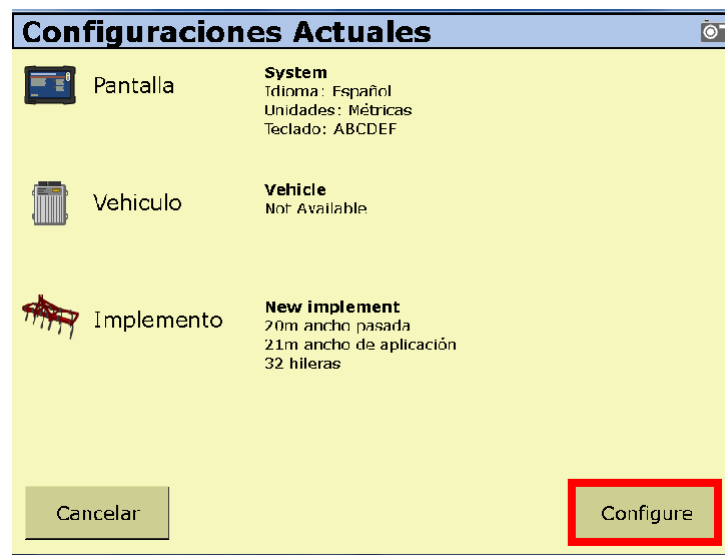 Configuraciones Actuales
Pantalla
System
Idioma: Español
Unidades: Métricas
Teclado: ABCDEF
Vehiculo
Vehicle
Not Available
Implemento
New implement
20m ancho pasada
21m ancho de aplicación
32 hileras
Cancelar
Configure